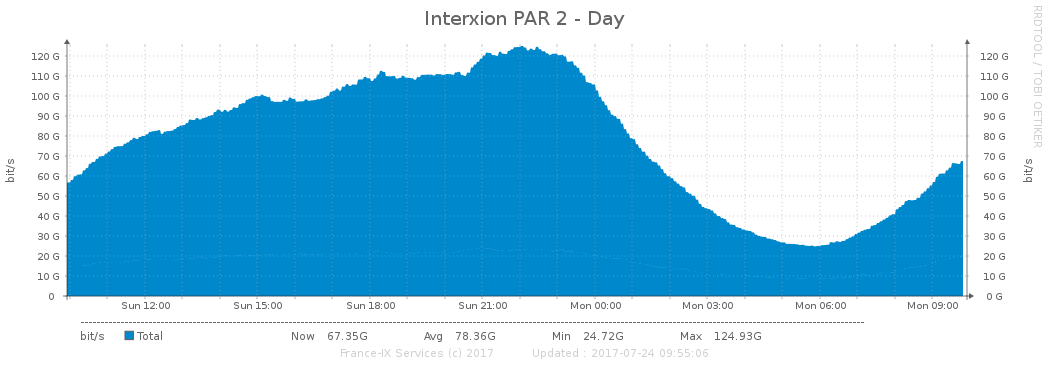 Interxion PAR 2 - Day
RRDTOOL / TOBI OETIKER
bit/s
120 G
110 G
100 G
90 G
80 G
70 G
60 G
50 G
40 G
30 G
20 G
10 G
0
120 G
110 G
100 G
90 G
80 G
70 G
60 G
50 G
40 G
30 G
20 G
10 G
0 G
bit/s
Sun 12:00 Sun 15:00 Sun 18:00 Sun 21:00 Mon 00:00 Mon 03:00 Mon 06:00 Mon 09:00
bit/s Total Now 67.35G Avg 78.36G Min 24.72G Max 124.93G
France-IX Services (c) 2017 Updated : 2017-07-24 09:55:06